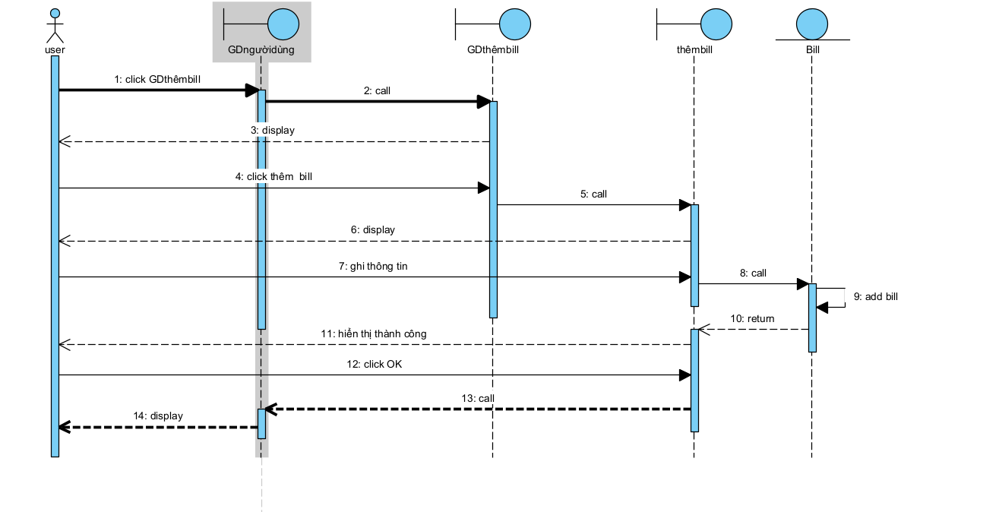 user
GDngườidùng
GDthêmbill
thêmbill
Bill
1: click GDthêmbill
2: call
3: display
4: click thêm  bill
5: call
6: display
7: ghi thông tin
8: call
9: add bill
10: return
11: hiển thị thành công
12: click OK
13: call
14: display